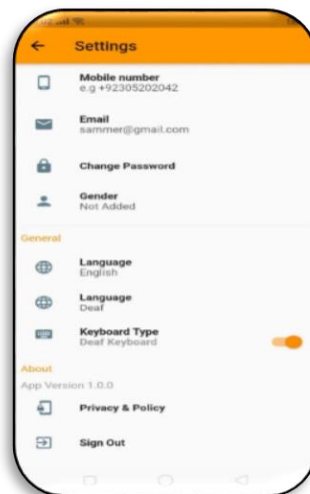 Settings
Mobile number
e.g +92305202042
Email
sammer@gmail.com
Change Password
Gender
Not Added
General
Language
English
Language
Deaf
Keyboard Type
Deaf Keyboard
About
App Version 1.0.0
Privacy & Policy
Sign Out